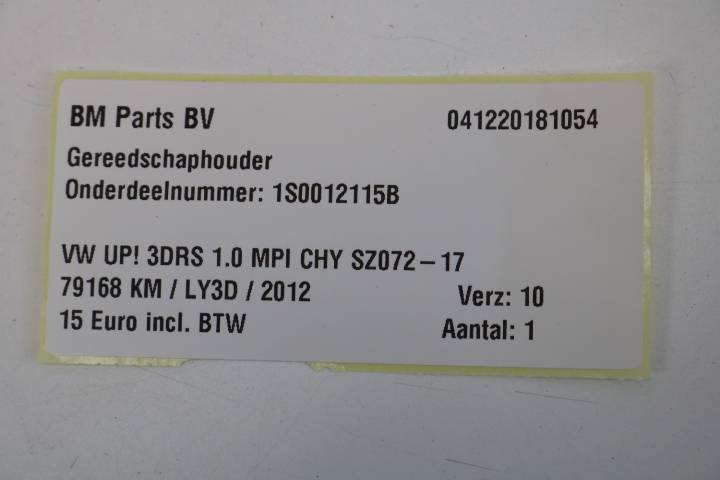 BM Parts BV 041220181054
Gereedschaphouder
Onderdeelnummer: 1S0012115B
VW UP! 3DRS 1.0 MPI CHY SZ072-17
79168 KM / LY3D / 2012 Verz: 10
15 Euro incl. BTW Aantal: 1